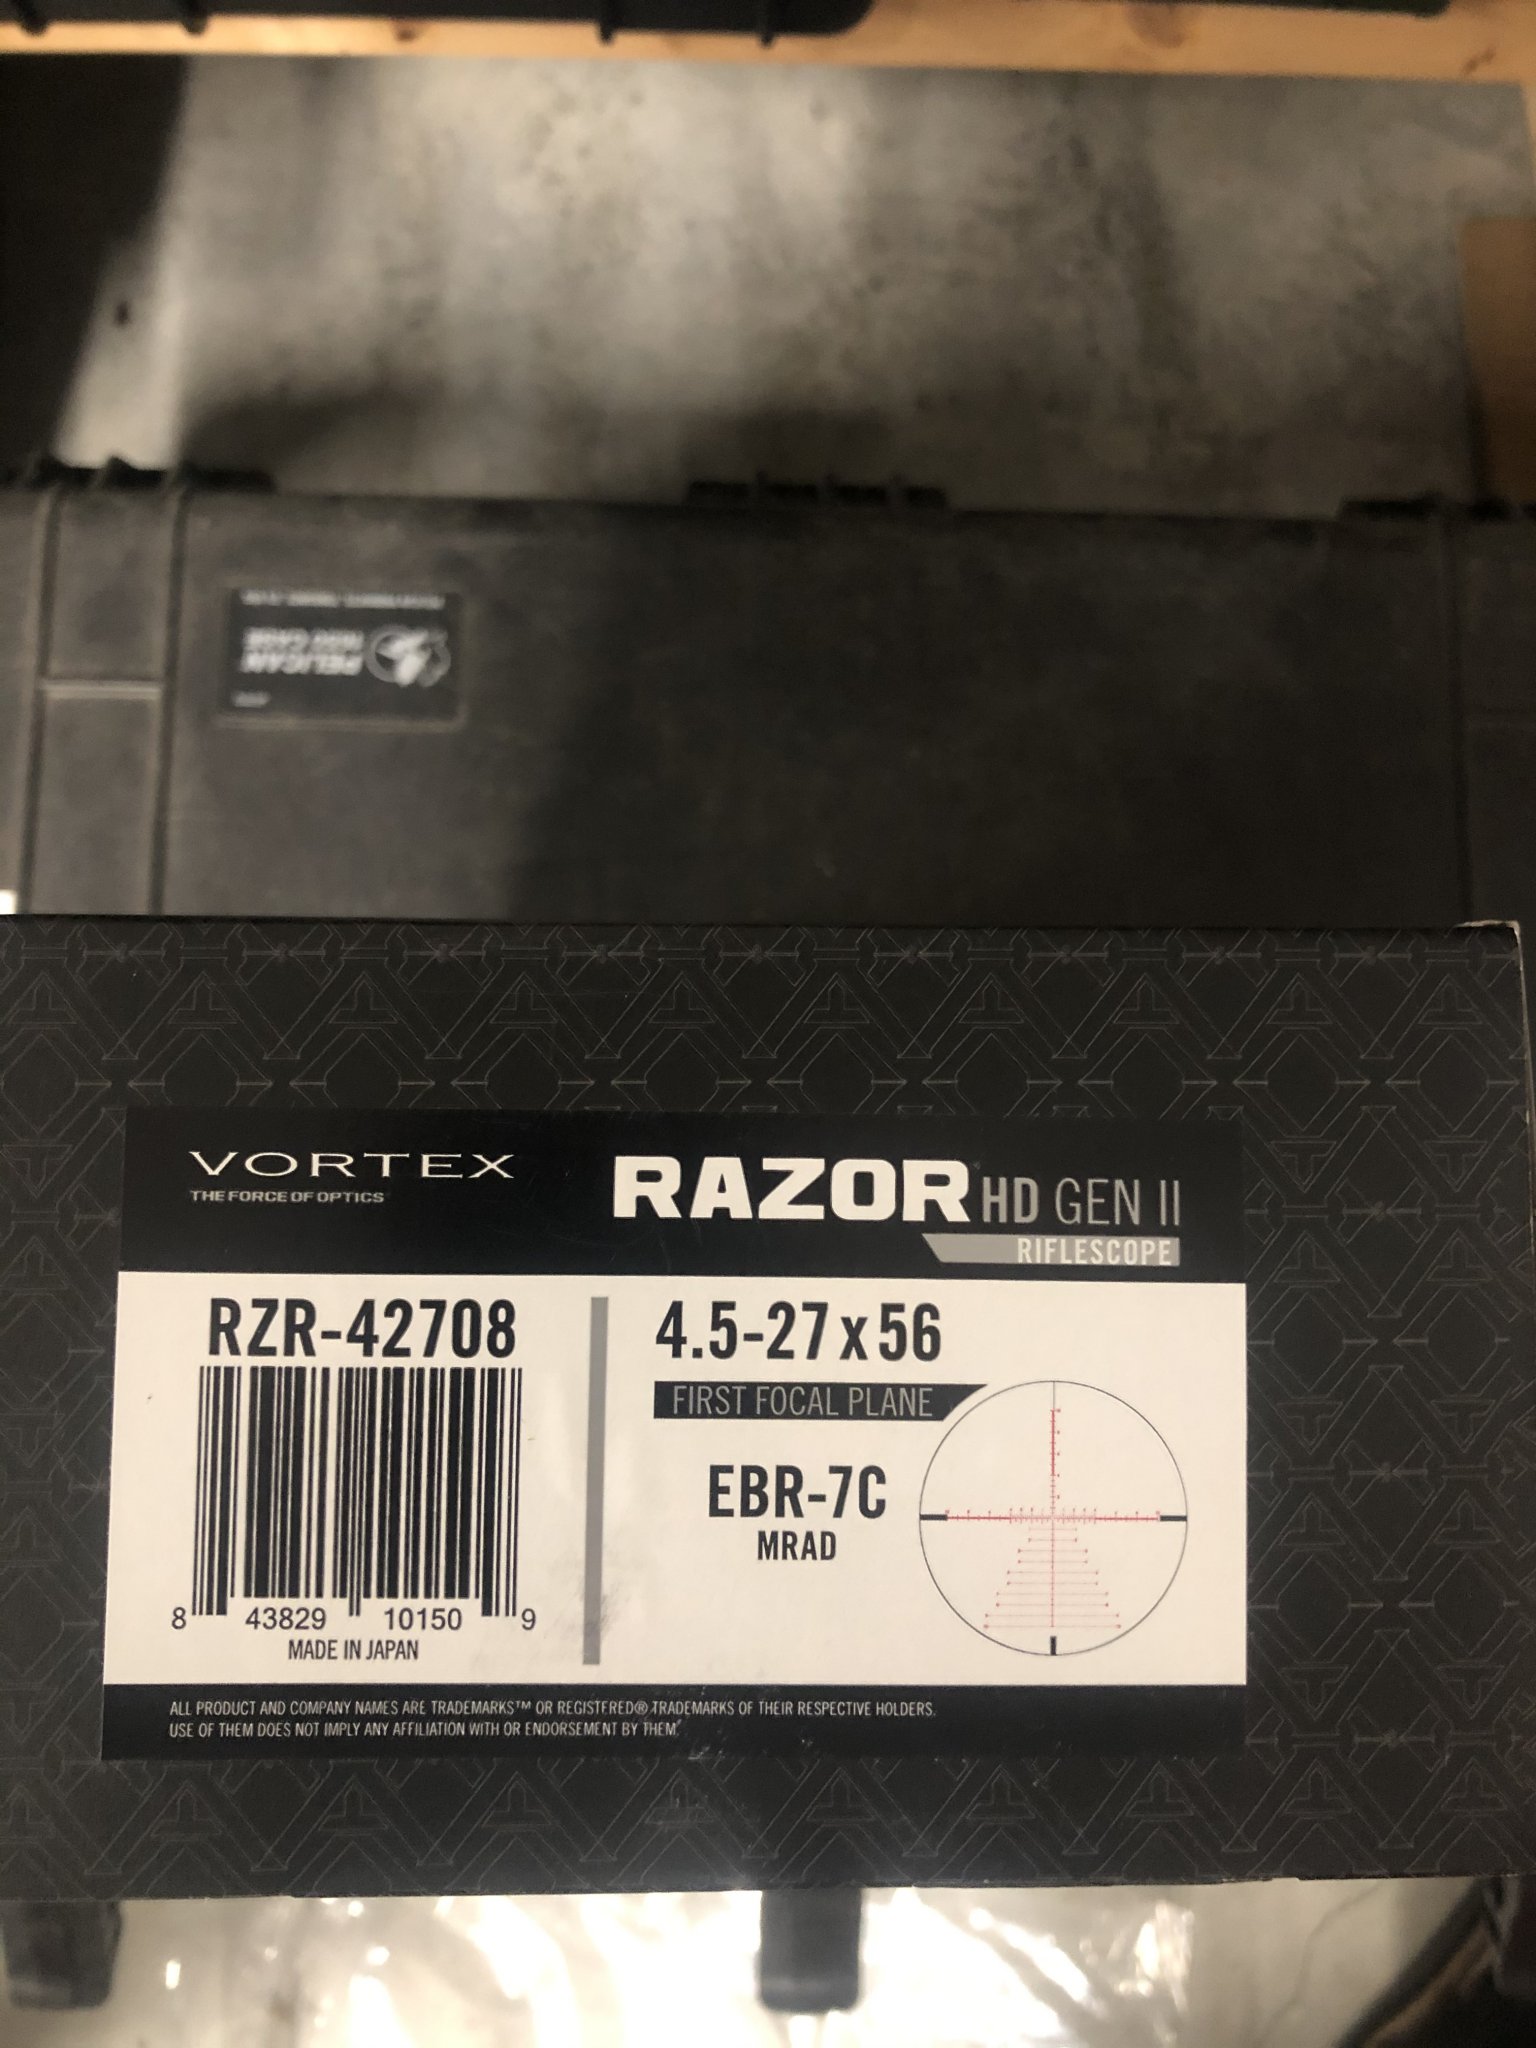 PELICAN
VORTEX
THE FORCE OF OPTICS
RAZOR HD GEN II
RIFLESCOPE
RZR-42708
8 43829 10150 9
MADE IN JAPAN
4.5-27x56
FIRST FOCAL PLANE
EBR-7C
MRAD
ALL PRODUCT AND COMPANY NAMES ARE TRADEMARKS™ OR REGISTERED® TRADEMARKS OF THEIR RESPECTIVE HOLDERS.
USE OF THEM DOES NOT IMPLY ANY AFFILIATION WITH OR ENDORSEMENT BY THEM.